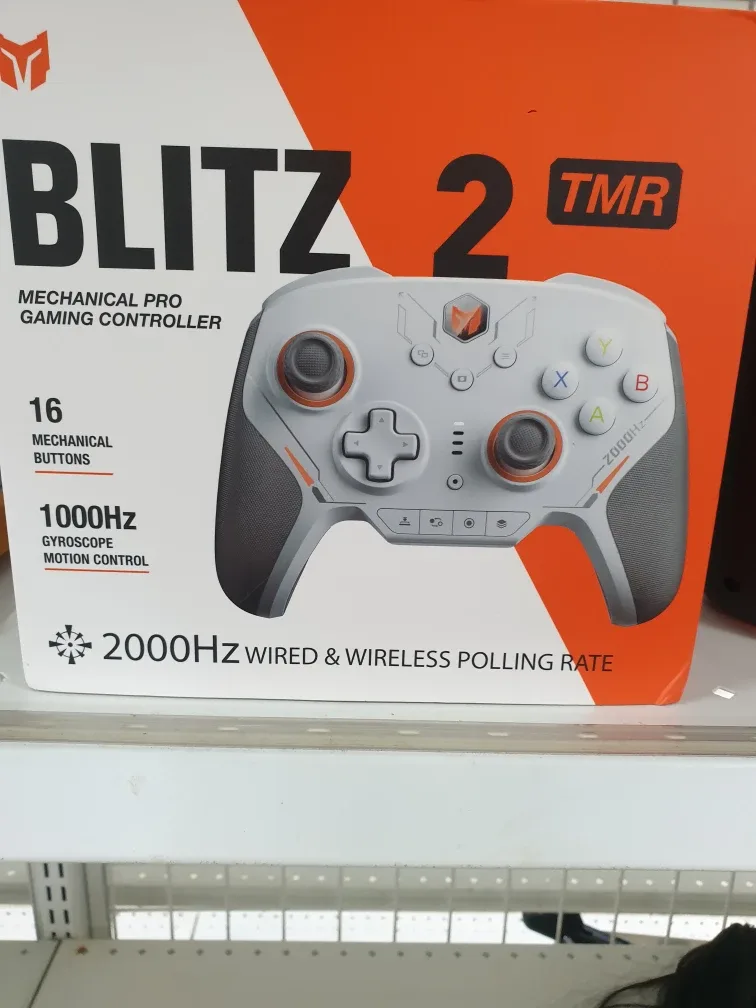 BLITZ 2 TMR
MECHANICAL PRO
GAMING CONTROLLER
16
MECHANICAL
BUTTONS
1000Hz
GYROSCOPE
MOTION CONTROL
Y
X
B
A
2000Hz
2000Hz WIRED & WIRELESS POLLING RATE